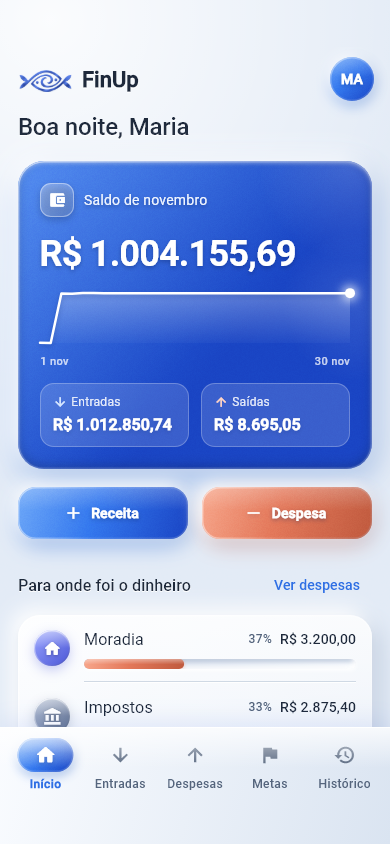 FinUp
MA
Boa noite, Maria
Saldo de novembro
R$ 1.004.155,69
1 nov
30 nov
Entradas
R$ 1.012.850,74
Saídas
R$ 8.695,05
+ Receita
− Despesa
Para onde foi o dinheiro
Ver despesas
Moradia 37% R$ 3.200,00
Impostos 33% R$ 2.875,40
Início
Entradas
Despesas
Metas
Histórico